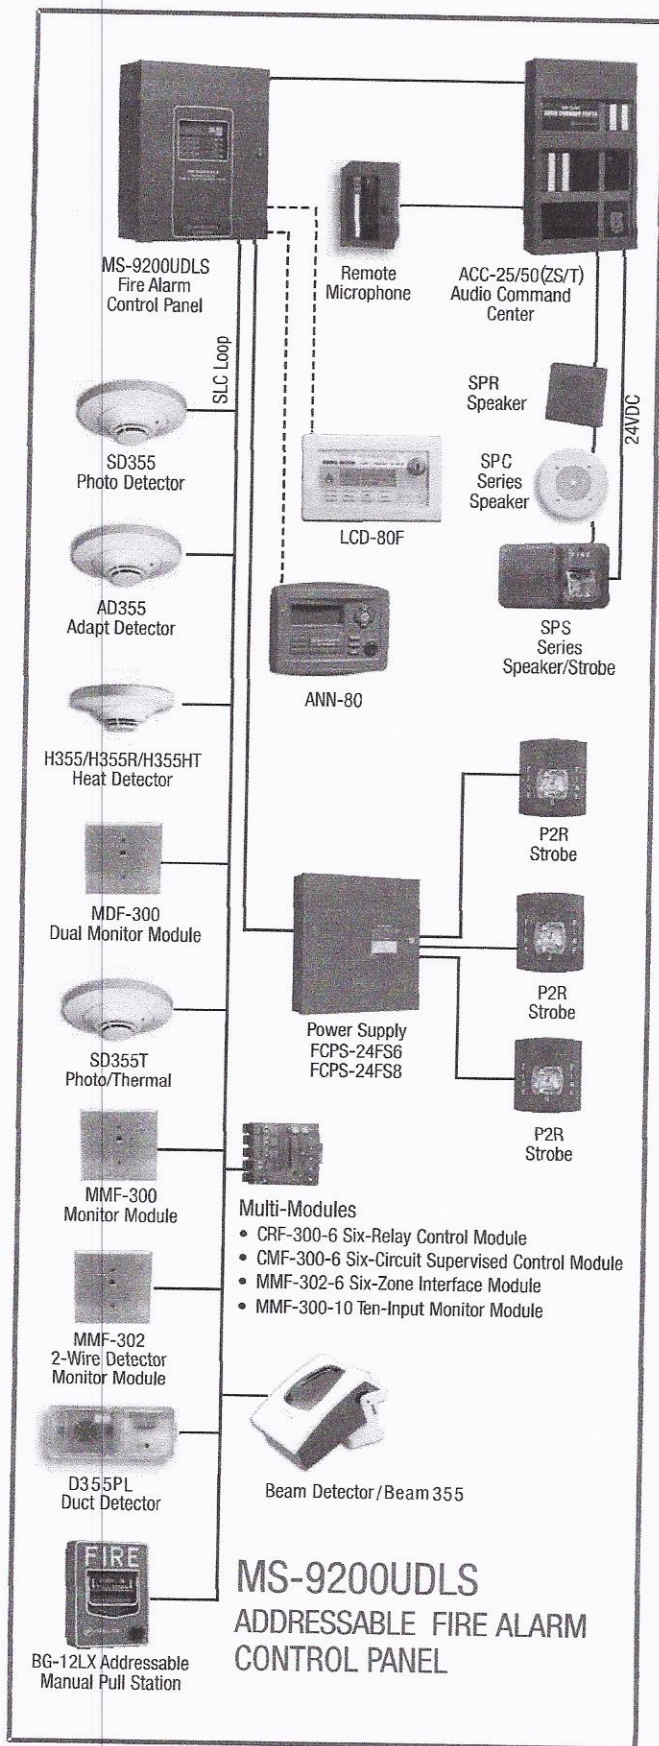 MS-9200UDLS
Fire Alarm
Control Panel
Remote
Microphone
ACC-25/50(ZS/T)
Audio Command
Center
SLC Loop
SPR
Speaker
24VDC
SD355
Photo Detector
SPC
Series
Speaker
LCD-80F
AD355
Adapt Detector
SPS
Series
Speaker/Strobe
ANN-80
H355/H355R/H355HT
Heat Detector
P2R
Strobe
MDF-300
Dual Monitor Module
P2R
Strobe
Power Supply
FCPS-24FS6
FCPS-24FS8
SD355T
Photo/Thermal
P2R
Strobe
MMF-300
Monitor Module
Multi-Modules
• CRF-300-6 Six-Relay Control Module
• CMF-300-6 Six-Circuit Supervised Control Module
• MMF-302-6 Six-Zone Interface Module
• MMF-300-10 Ten-Input Monitor Module
MMF-302
2-Wire Detector
Monitor Module
D355PL
Duct Detector
Beam Detector/Beam 355
FIRE
BG-12LX Addressable
Manual Pull Station
MS-9200UDLS
ADDRESSABLE FIRE ALARM
CONTROL PANEL